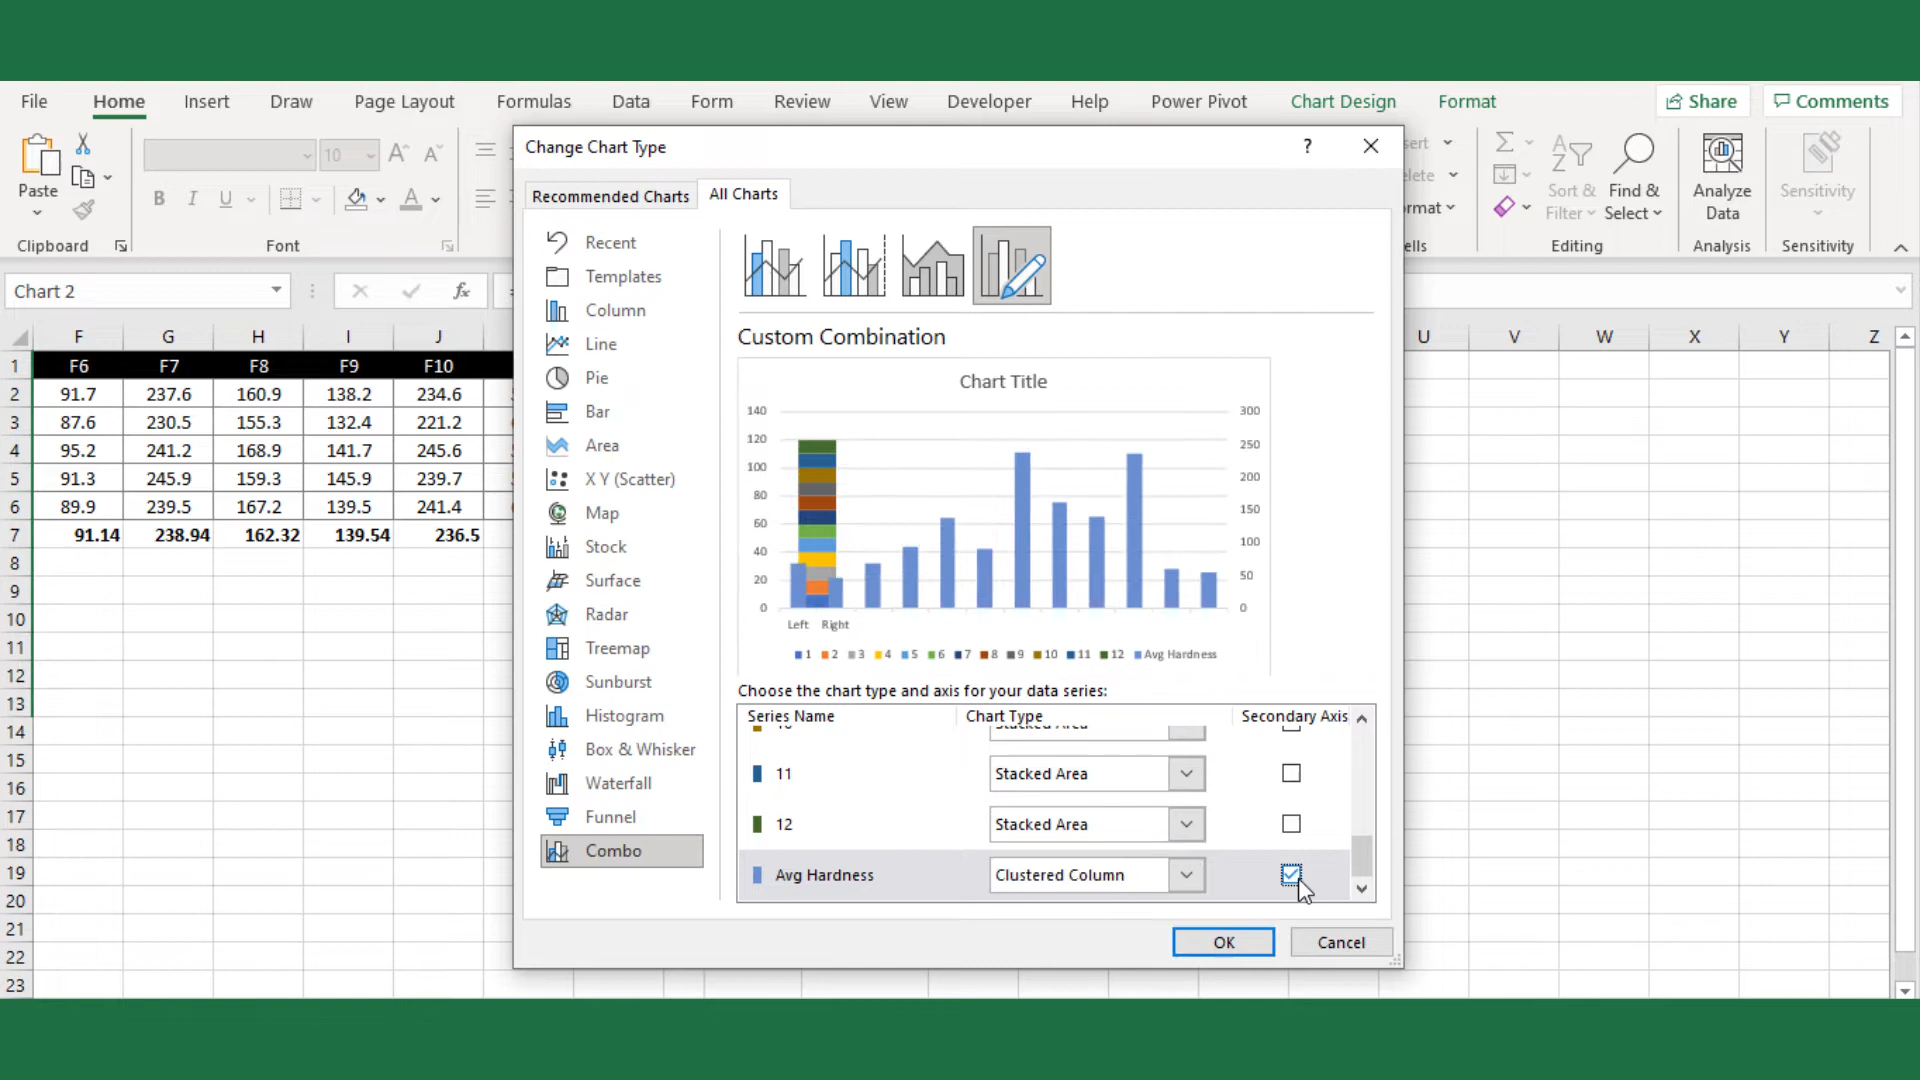 File Home Insert Draw Page Layout Formulas Data Form Review View Developer Help Power Pivot Chart Design Format Share Comments
Paste
Clipboard
10
B I U
Font
Sort & Filter
Find & Select
Editing
Analyze Data
Analysis
Sensitivity
Sensitivity
Chart 2
fx
F G H I J U V W X Y Z
1 F6 F7 F8 F9 F10
2 91.7 237.6 160.9 138.2 234.6
3 87.6 230.5 155.3 132.4 221.2
4 95.2 241.2 168.9 141.7 245.6
5 91.3 245.9 159.3 145.9 239.7
6 89.9 239.5 167.2 139.5 241.4
7 91.14 238.94 162.32 139.54 236.5
8
9
10
11
12
13
14
15
16
17
18
19
20
21
22
23
Change Chart Type ?
Recommended Charts All Charts
Recent
Templates
Column
Line
Pie
Bar
Area
X Y (Scatter)
Map
Stock
Surface
Radar
Treemap
Sunburst
Histogram
Box & Whisker
Waterfall
Funnel
Combo
Custom Combination
Chart Title
140
120
100
80
60
40
20
0
300
250
200
150
100
50
0
Left Right
1 2 3 4 5 6 7 8 9 10 11 12 Avg Hardness
Choose the chart type and axis for your data series:
Series Name Chart Type Secondary Axis
10 Stacked Area
11 Stacked Area
12 Stacked Area
Avg Hardness Clustered Column
OK Cancel